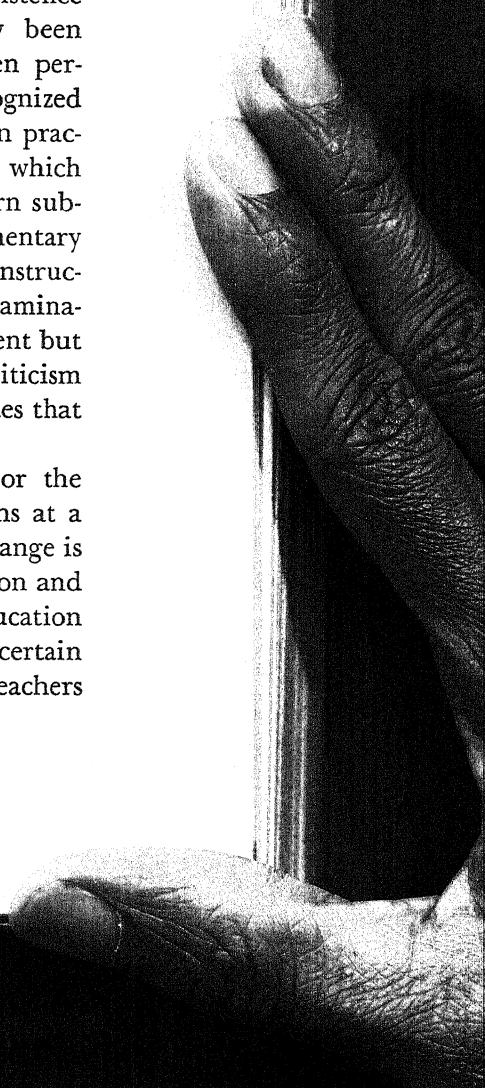 istence
been
en per-
ognized
n prac-
which
rn sub-
mentary
nstruc-
amina-
ent but
iticism
es that
or the
ns at a
ange is
on and
ucation
certain
eachers